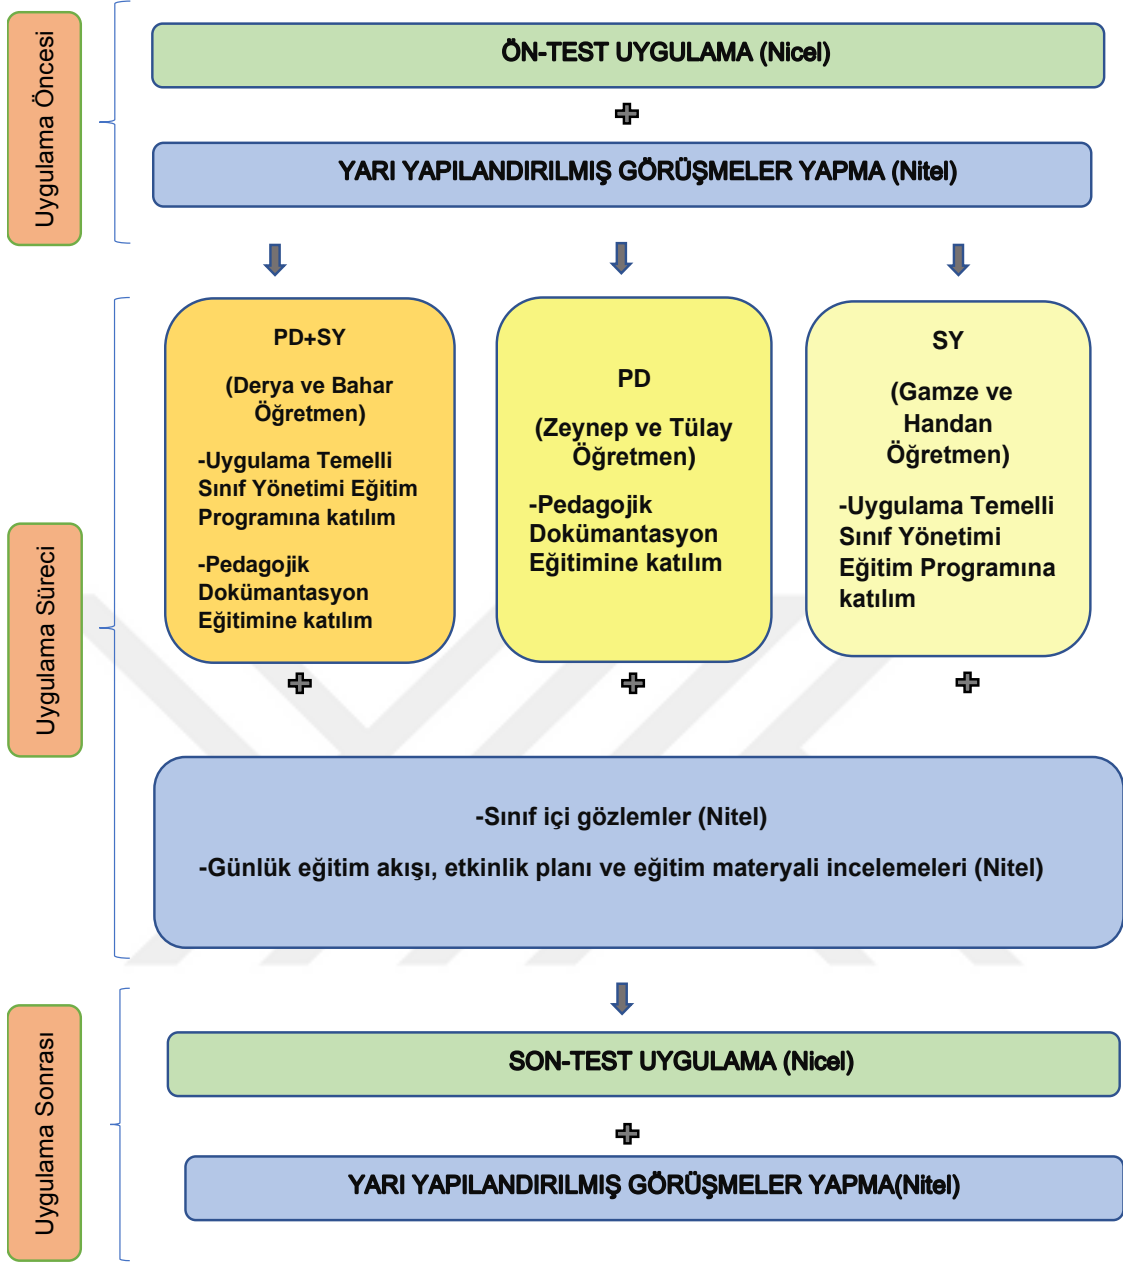 Uygulama Öncesi
ÖN-TEST UYGULAMA (Nicel)
YARI YAPILANDIRILMIŞ GÖRÜŞMELER YAPMA (Nitel)
Uygulama Süreci
PD+SY
(Derya ve Bahar
Öğretmen)
-Uygulama Temelli
Sınıf Yönetimi Eğitim
Programına katılım
-Pedagojik
Dokümantasyon
Eğitimine katılım
PD
(Zeynep ve Tülay
Öğretmen)
-Pedagojik
Dokümantasyon
Eğitimine katılım
SY
(Gamze ve
Handan
Öğretmen)
-Uygulama Temelli
Sınıf Yönetimi
Eğitim Programına
katılım
-Sınıf içi gözlemler (Nitel)
-Günlük eğitim akışı, etkinlik planı ve eğitim materyali incelemeleri (Nitel)
Uygulama Sonrası
SON-TEST UYGULAMA (Nicel)
YARI YAPILANDIRILMIŞ GÖRÜŞMELER YAPMA(Nitel)